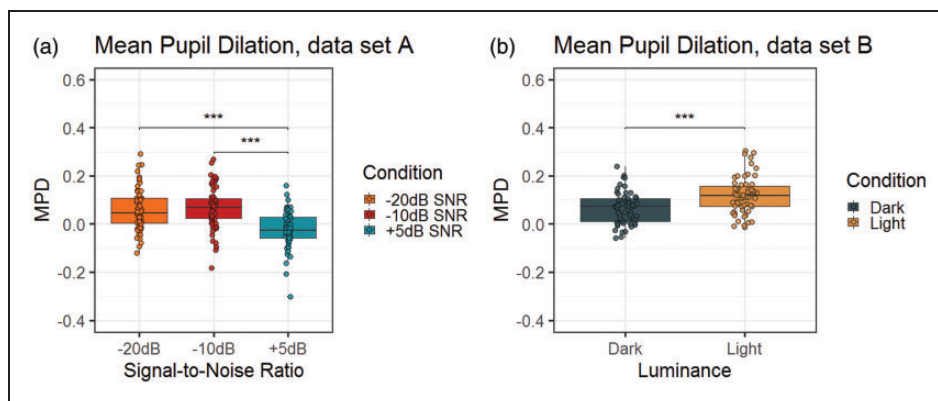 (a) Mean Pupil Dilation, data set A
0.6
0.4
0.2
0.0
-0.2
-0.4
MPD
***
***
-20dB -10dB +5dB
Signal-to-Noise Ratio
Condition
-20dB SNR
-10dB SNR
+5dB SNR
(b) Mean Pupil Dilation, data set B
0.6
0.4
0.2
0.0
-0.2
-0.4
MPD
***
Dark Light
Luminance
Condition
Dark
Light